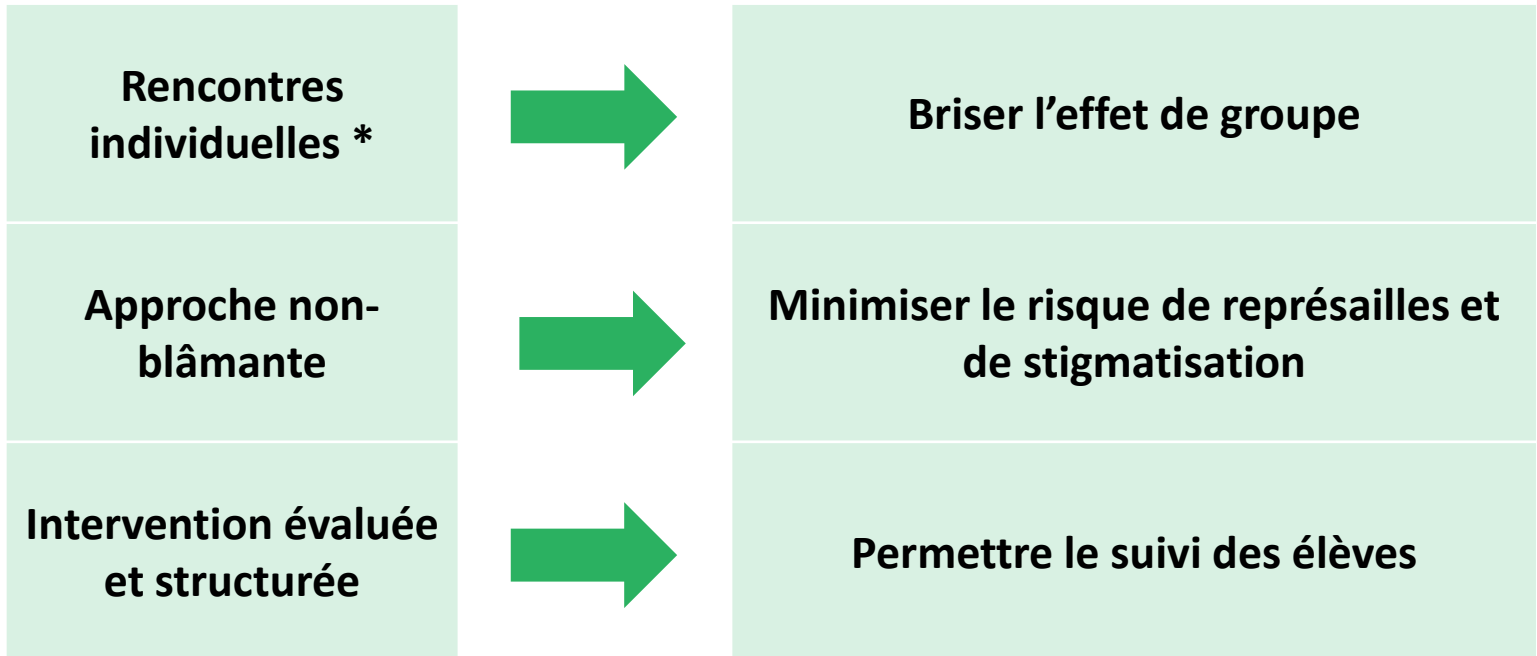 Rencontres
individuelles *
Briser l’effet de groupe
Approche non-
blâmante
Minimiser le risque de représailles et
de stigmatisation
Intervention évaluée
et structurée
Permettre le suivi des élèves